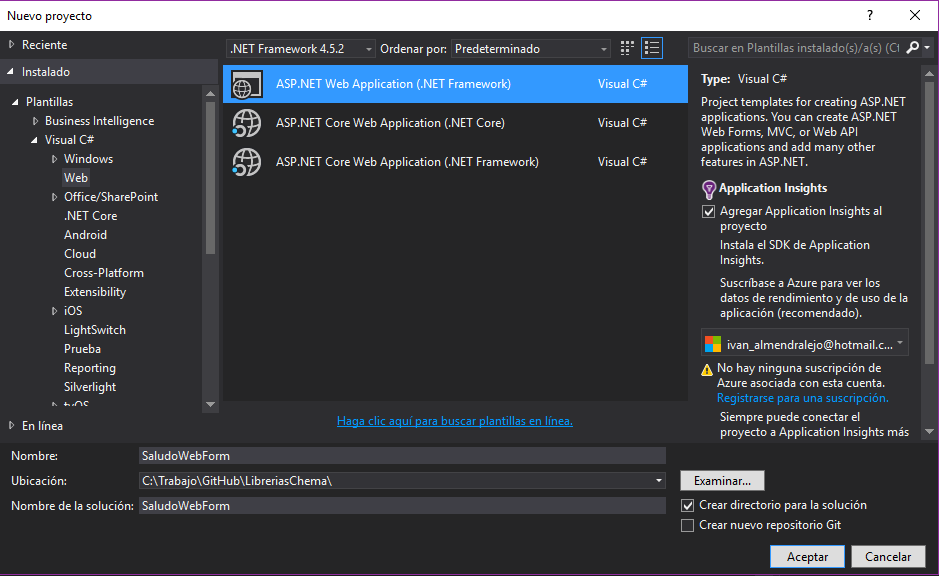 Nuevo proyecto
?
Reciente
Instalado
Plantillas
Business Intelligence
Visual C#
Windows
Web
Office/SharePoint
.NET Core
Android
Cloud
Cross-Platform
Extensibility
iOS
LightSwitch
Prueba
Reporting
Silverlight
tvOS
En línea
.NET Framework 4.5.2
Ordenar por:
Predeterminado
ASP.NET Web Application (.NET Framework)
Visual C#
ASP.NET Core Web Application (.NET Core)
Visual C#
ASP.NET Core Web Application (.NET Framework)
Visual C#
Haga clic aquí para buscar plantillas en línea.
Buscar en Plantillas instalado(s)/a(s) (Ct
Type: Visual C#
Project templates for creating ASP.NET
applications. You can create ASP.NET
Web Forms, MVC, or Web API
applications and add many other
features in ASP.NET.
Application Insights
Agregar Application Insights al
proyecto
Instala el SDK de Application
Insights.
Suscríbase a Azure para ver los
datos de rendimiento y de uso de la
aplicación (recomendado).
ivan_almendralejo@hotmail.c...
No hay ninguna suscripción de
Azure asociada con esta cuenta.
Registrarse para una suscripción.
Siempre puede conectar el
proyecto a Application Insights más
Nombre:
SaludoWebForm
Ubicación:
C:\Trabajo\GitHub\LibreriasChema\
Examinar...
Nombre de la solución:
SaludoWebForm
Crear directorio para la solución
Crear nuevo repositorio Git
Aceptar
Cancelar